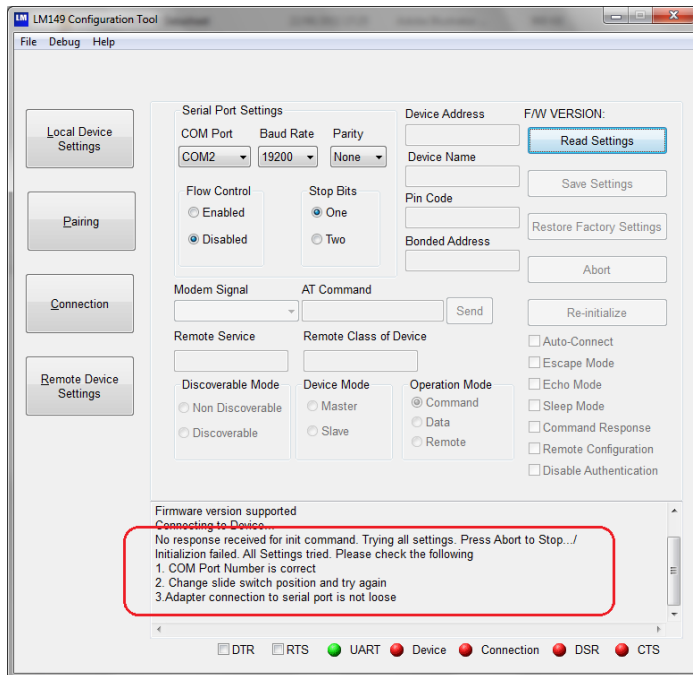 LM LM149 Configuration Tool
File Debug Help
Local Device Settings
Pairing
Connection
Remote Device Settings
Serial Port Settings
COM Port Baud Rate Parity
COM2 19200 None
Flow Control
Enabled
Disabled
Stop Bits
One
Two
Device Address
Device Name
Pin Code
Bonded Address
F/W VERSION:
Read Settings
Save Settings
Restore Factory Settings
Abort
Re-initialize
Modem Signal
AT Command
Send
Remote Service
Remote Class of Device
Discoverable Mode
Non Discoverable
Discoverable
Device Mode
Master
Slave
Operation Mode
Command
Data
Remote
Auto-Connect
Escape Mode
Echo Mode
Sleep Mode
Command Response
Remote Configuration
Disable Authentication
Firmware version supported
Connecting to Device...
No response received for init command. Trying all settings. Press Abort to Stop.../
Initializion failed. All Settings tried. Please check the following
1. COM Port Number is correct
2. Change slide switch position and try again
3.Adapter connection to serial port is not loose
DTR RTS UART Device Connection DSR CTS